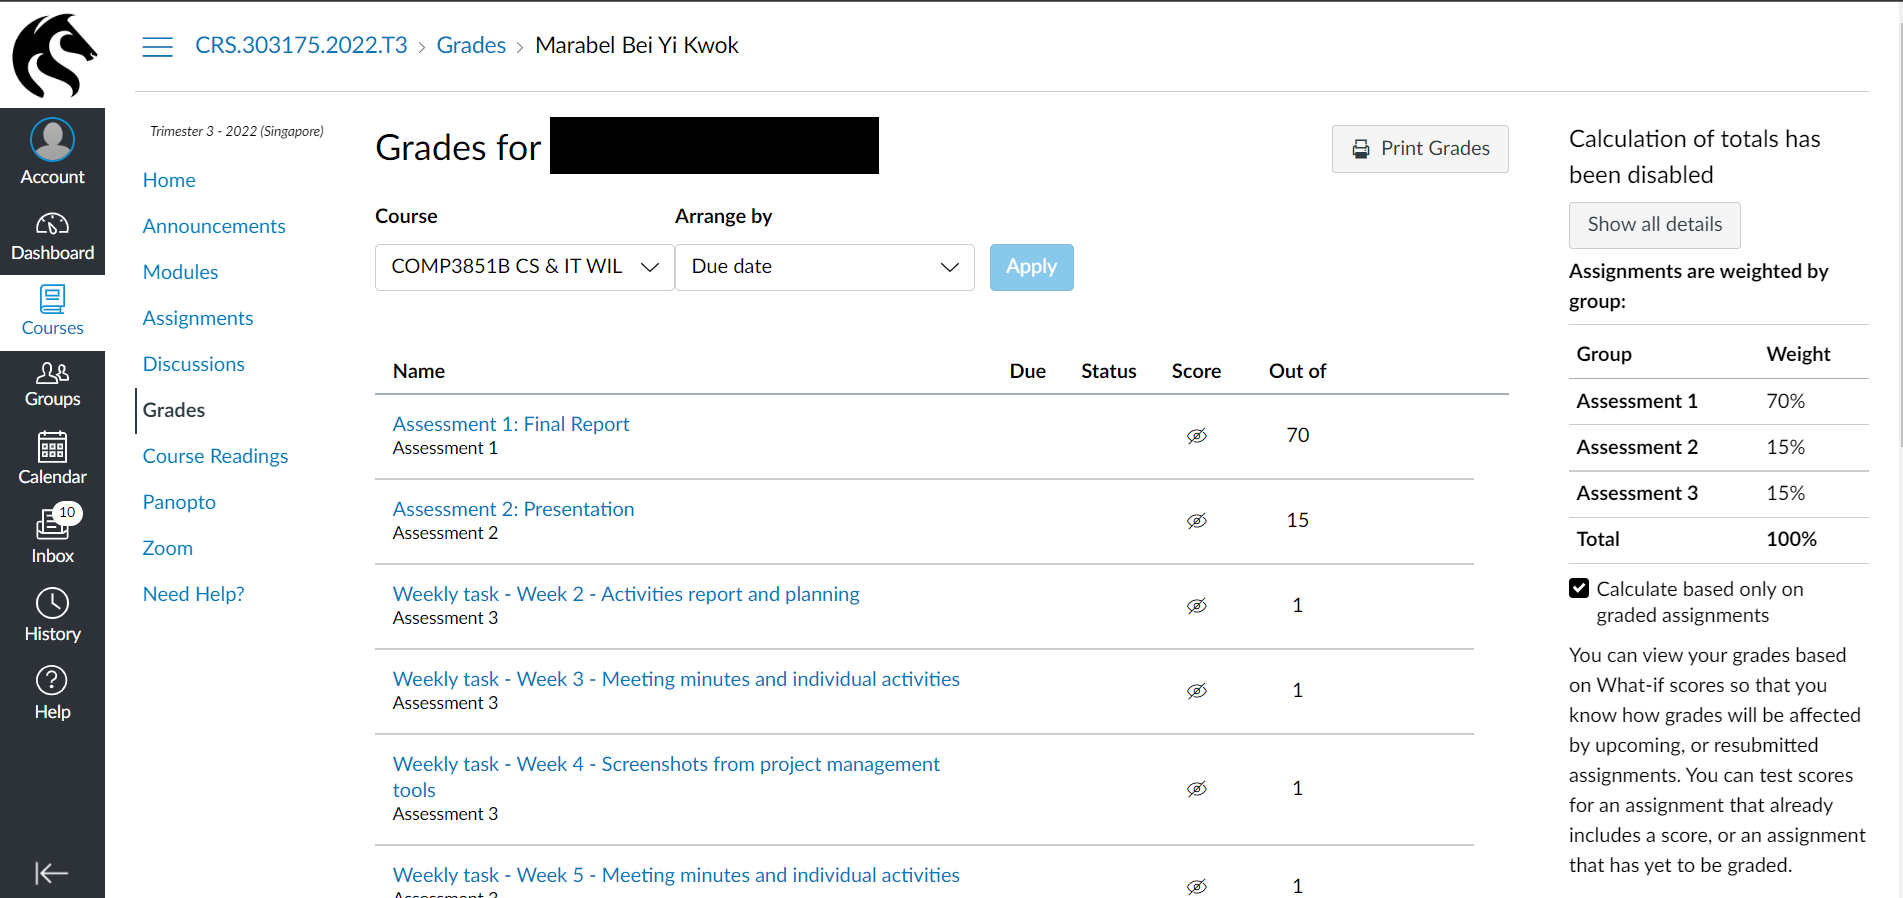 CRS.303175.2022.T3 > Grades > Marabel Bei Yi Kwok
Account
Dashboard
Courses
Groups
Calendar
10
Inbox
History
Help
Trimester 3 - 2022 (Singapore)
Home
Announcements
Modules
Assignments
Discussions
Grades
Course Readings
Panopto
Zoom
Need Help?
Grades for
Print Grades
Course
Arrange by
COMP3851B CS & IT WIL
Due date
Apply
Name Due Status Score Out of
Assessment 1: Final Report
Assessment 1
70
Assessment 2: Presentation
Assessment 2
15
Weekly task - Week 2 - Activities report and planning
Assessment 3
1
Weekly task - Week 3 - Meeting minutes and individual activities
Assessment 3
1
Weekly task - Week 4 - Screenshots from project management
tools
Assessment 3
1
Weekly task - Week 5 - Meeting minutes and individual activities
Assessment 3
1
Calculation of totals has
been disabled
Show all details
Assignments are weighted by
group:
Group Weight
Assessment 1 70%
Assessment 2 15%
Assessment 3 15%
Total 100%
Calculate based only on
graded assignments
You can view your grades based
on What-if scores so that you
know how grades will be affected
by upcoming, or resubmitted
assignments. You can test scores
for an assignment that already
includes a score, or an assignment
that has yet to be graded.